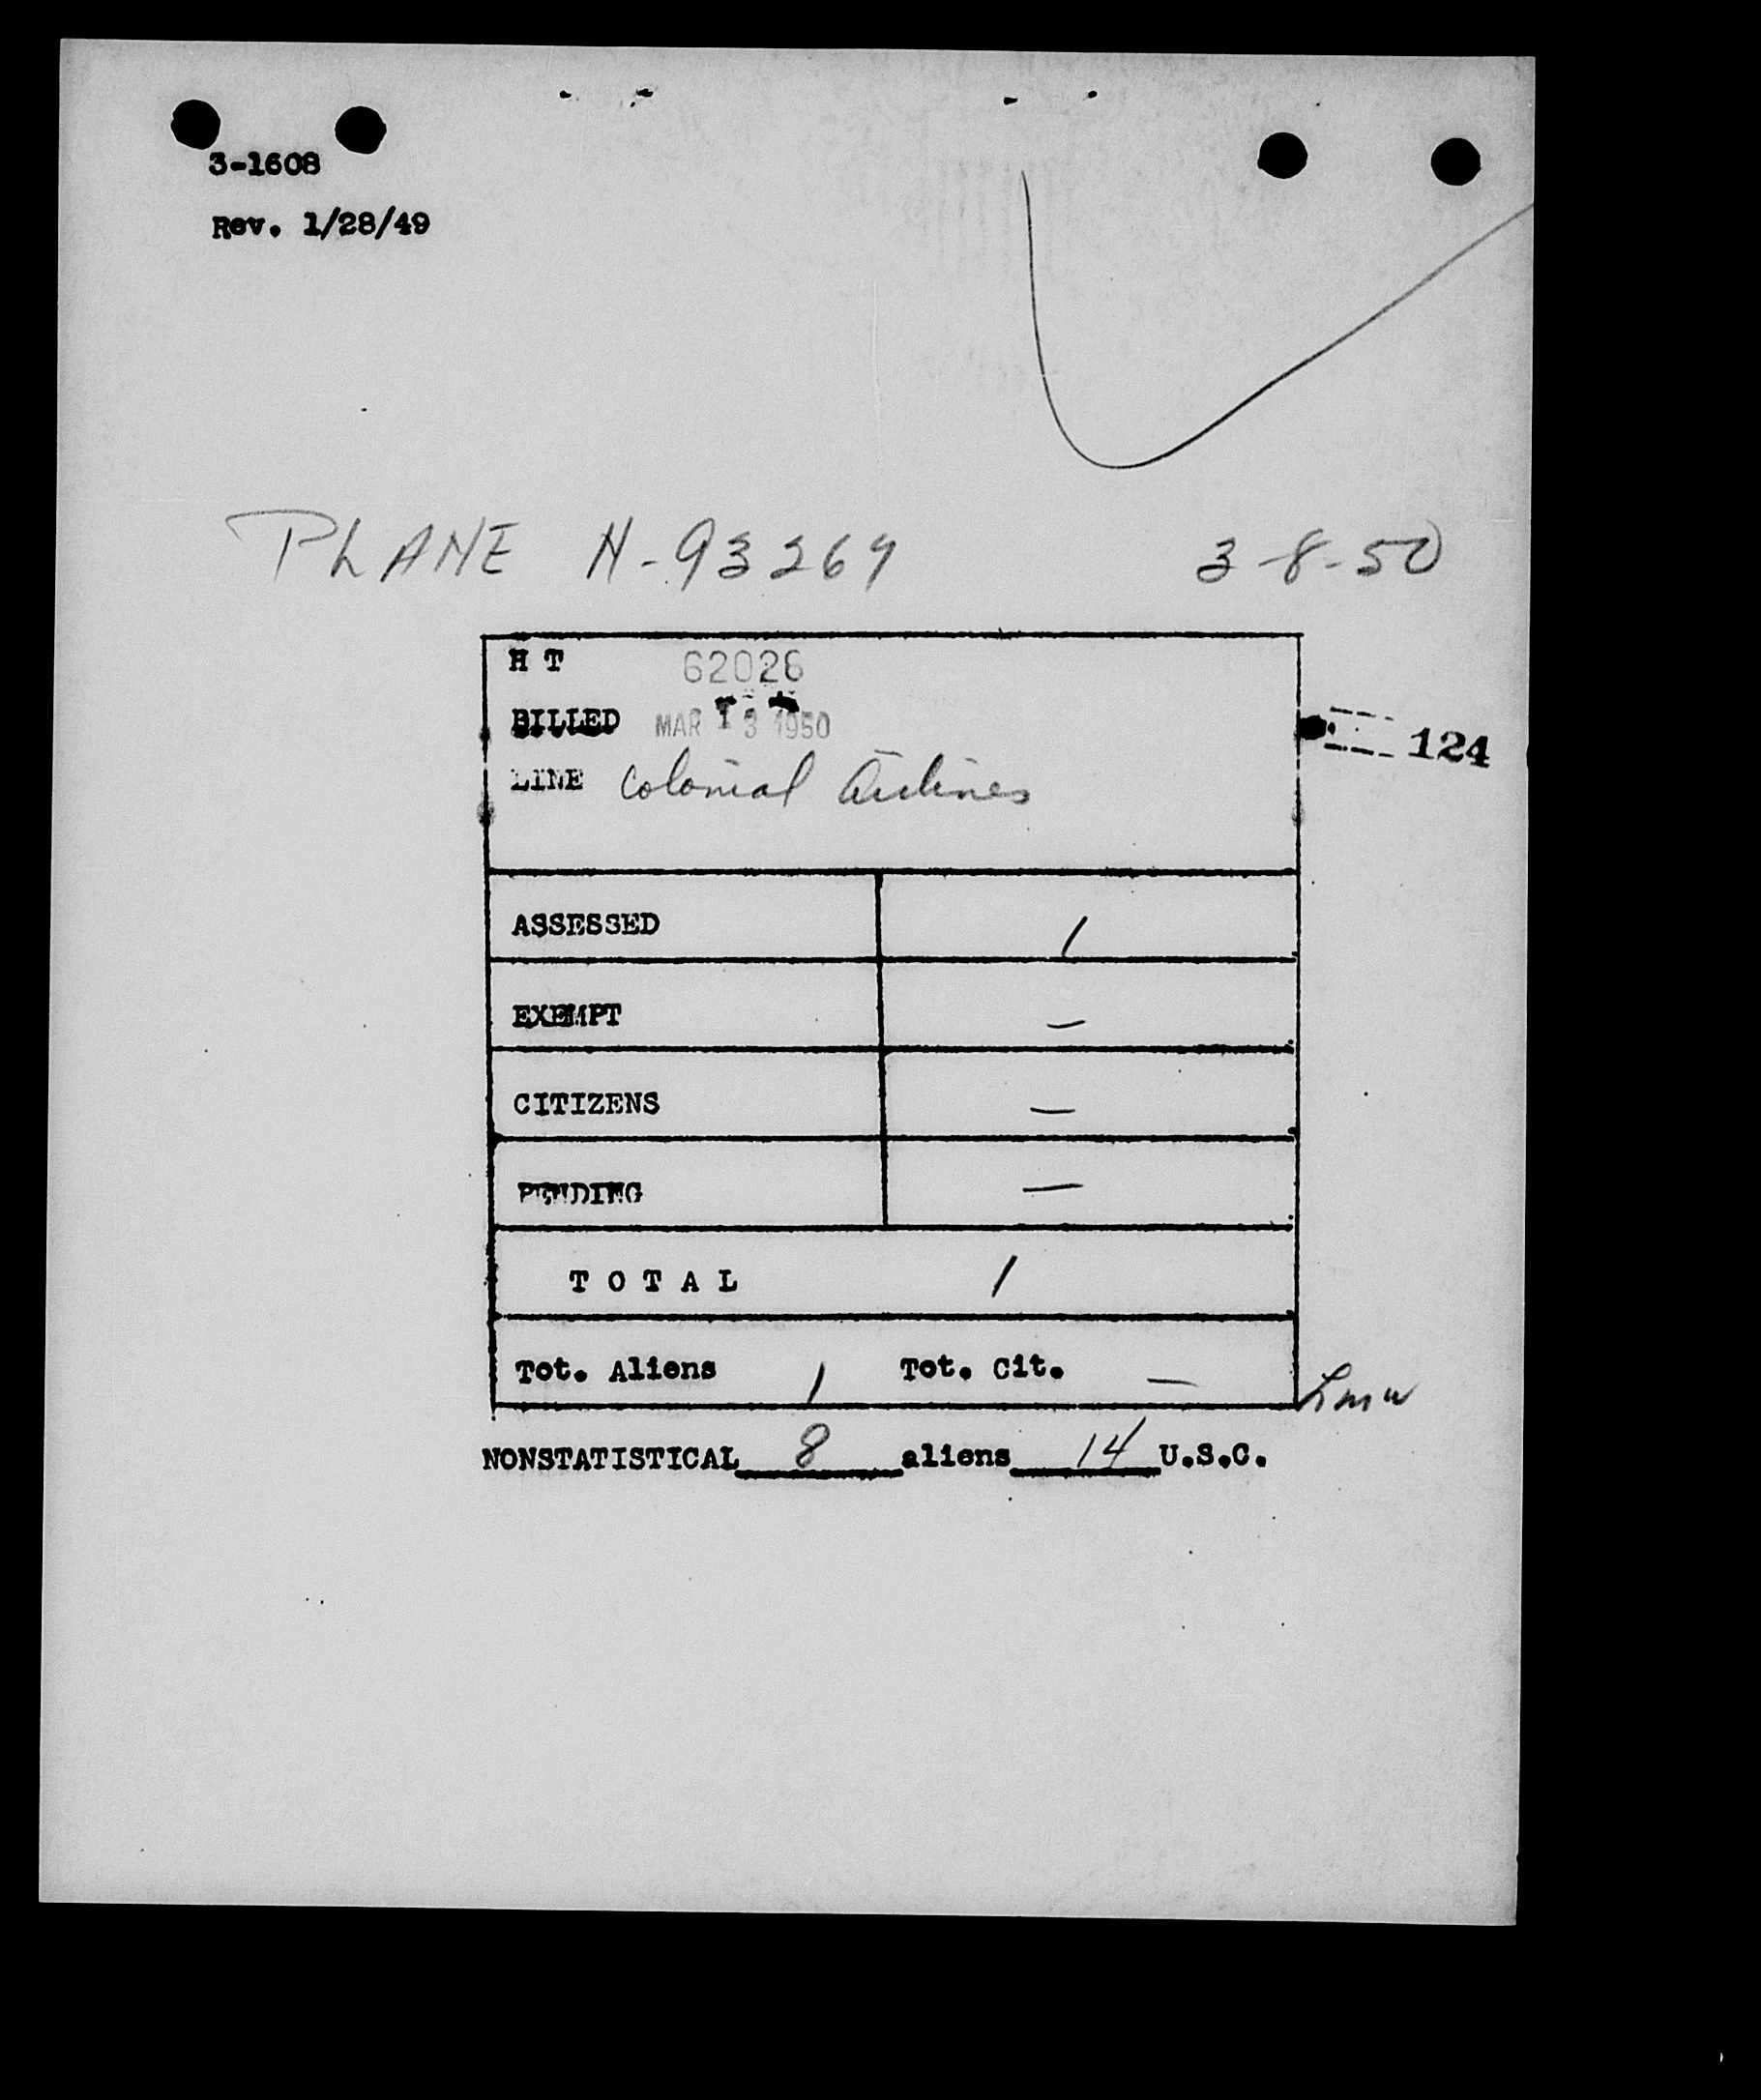 3-1608
Rev. 1/28/49
PLANE N-93269 3-8-50
H T 62026
BILLED MAR 13 1950
124
LINE Colonial Airlines
ASSESSED 1
EXEMPT —
CITIZENS —
PENDING —
T O T A L 1
Tot. Aliens 1 Tot. Cit. —
NONSTATISTICAL 8 aliens 14 U.S.C.